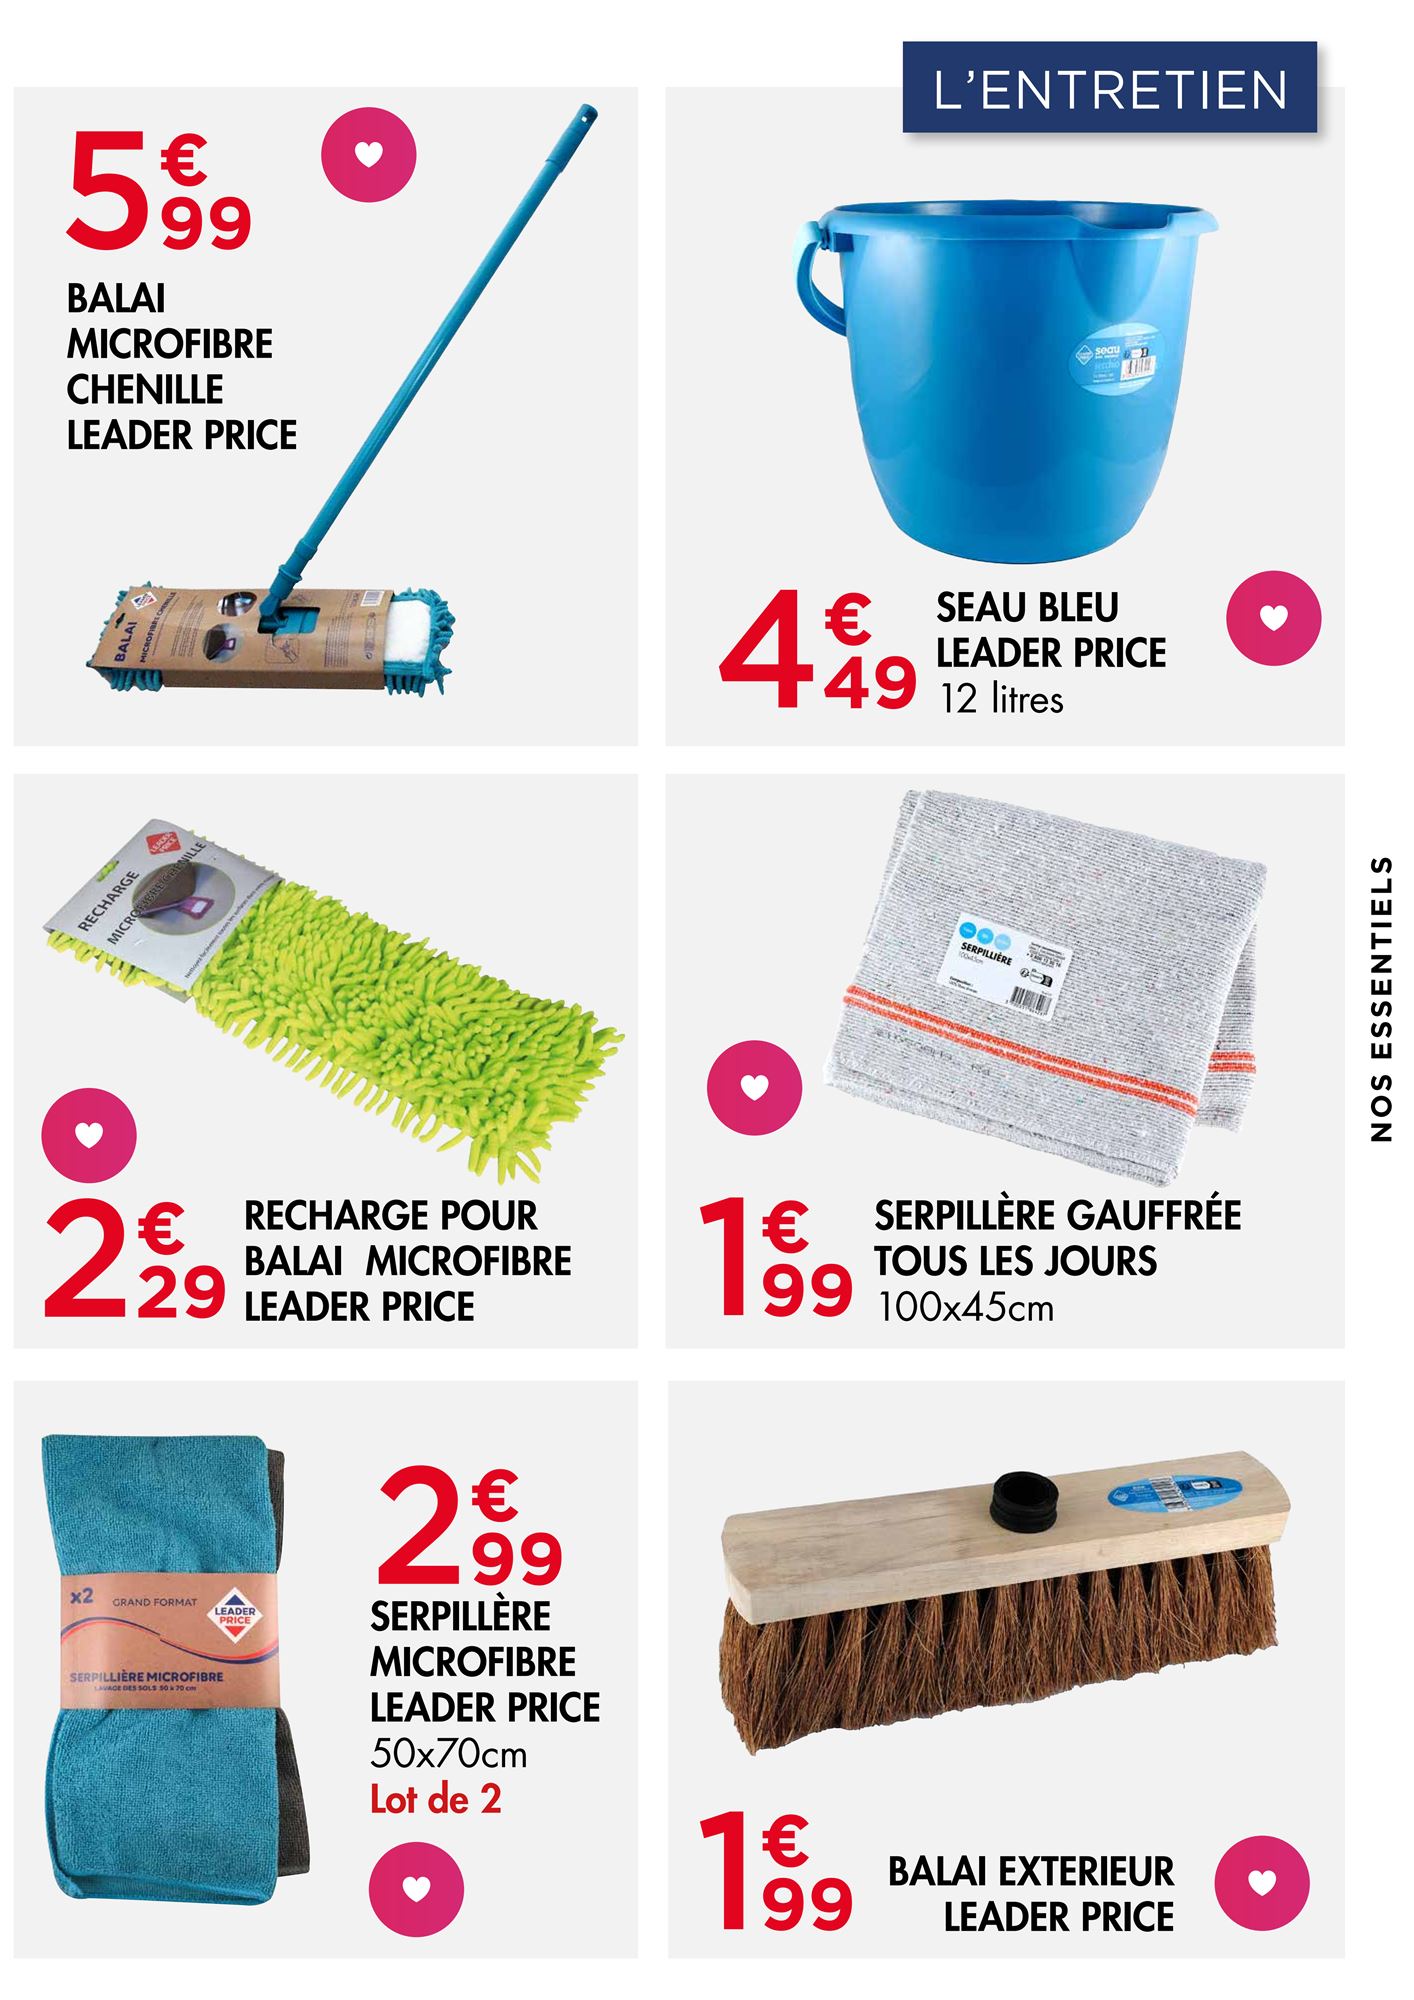 L'ENTRETIEN
5€99
BALAI
MICROFIBRE
CHENILLE
LEADER PRICE
BALAI
MICROFIBRE CHENILLE
seau
4€49
SEAU BLEU
LEADER PRICE
12 litres
LEADER
PRICE
RECHARGE
MICROFIBRE CHENILLE
2€29
RECHARGE POUR
BALAI MICROFIBRE
LEADER PRICE
SERPILLIÈRE
100x45cm
1€99
SERPILLÈRE GAUFFRÉE
TOUS LES JOURS
100x45cm
NOS ESSENTIELS
x2
GRAND FORMAT
LEADER
PRICE
SERPILLIÈRE MICROFIBRE
LAVAGE DES SOLS 50 x 70 cm
2€99
SERPILLÈRE
MICROFIBRE
LEADER PRICE
50x70cm
Lot de 2
1€99
BALAI EXTERIEUR
LEADER PRICE